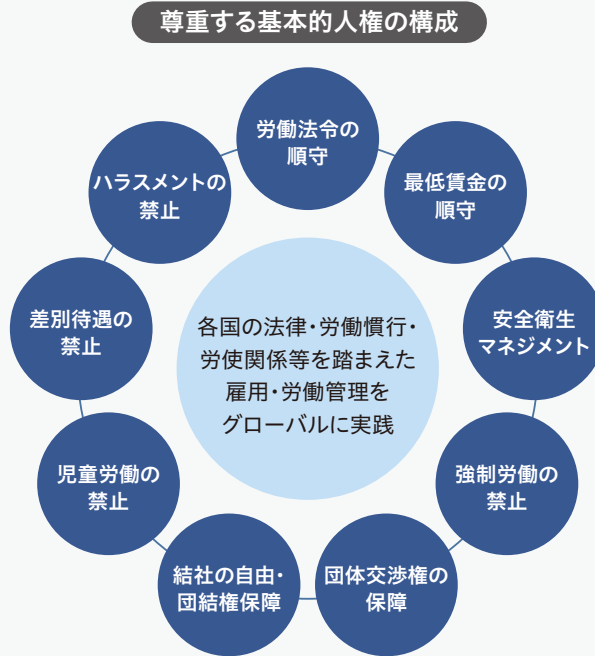 尊重する基本的人権の構成
労働法令の
順守
最低賃金の
順守
安全衛生
マネジメント
強制労働の
禁止
団体交渉権の
保障
結社の自由・
団結権保障
児童労働の
禁止
差別待遇の
禁止
ハラスメントの
禁止
各国の法律・労働慣行・
労使関係等を踏まえた
雇用・労働管理を
グローバルに実践